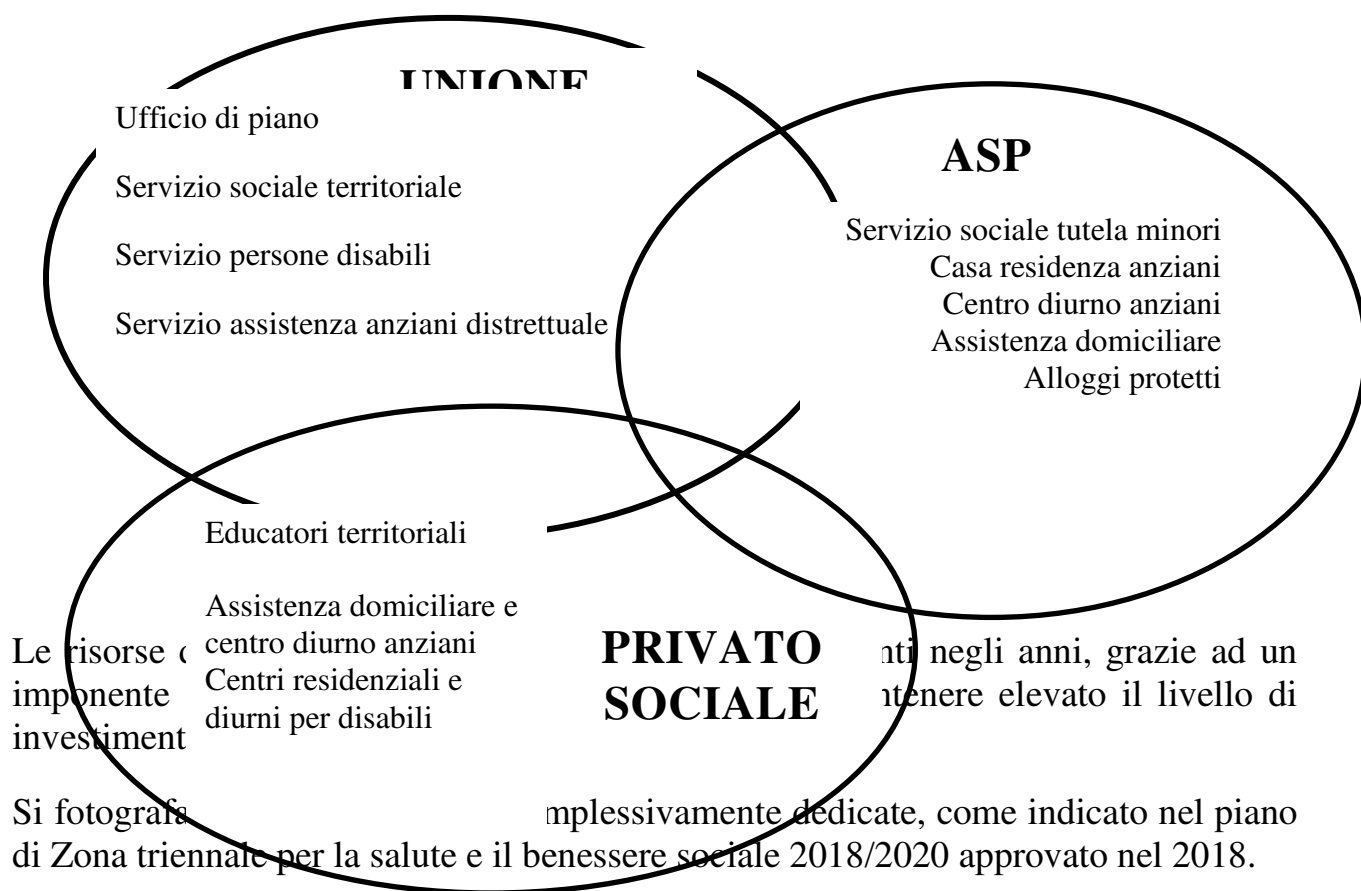 UNIONE
Ufficio di piano
Servizio sociale territoriale
Servizio persone disabili
Servizio assistenza anziani distrettuale
ASP
Servizio sociale tutela minori
Casa residenza anziani
Centro diurno anziani
Assistenza domiciliare
Alloggi protetti
Educatori territoriali
Assistenza domiciliare e
centro diurno anziani
Centri residenziali e
diurni per disabili
PRIVATO
SOCIALE
Le risorse negli anni, grazie ad un
imponente elevato il livello di
Si dedicate, come indicato nel piano
di Zona triennale per la salute e il benessere sociale 2018/2020 approvato nel 2018.